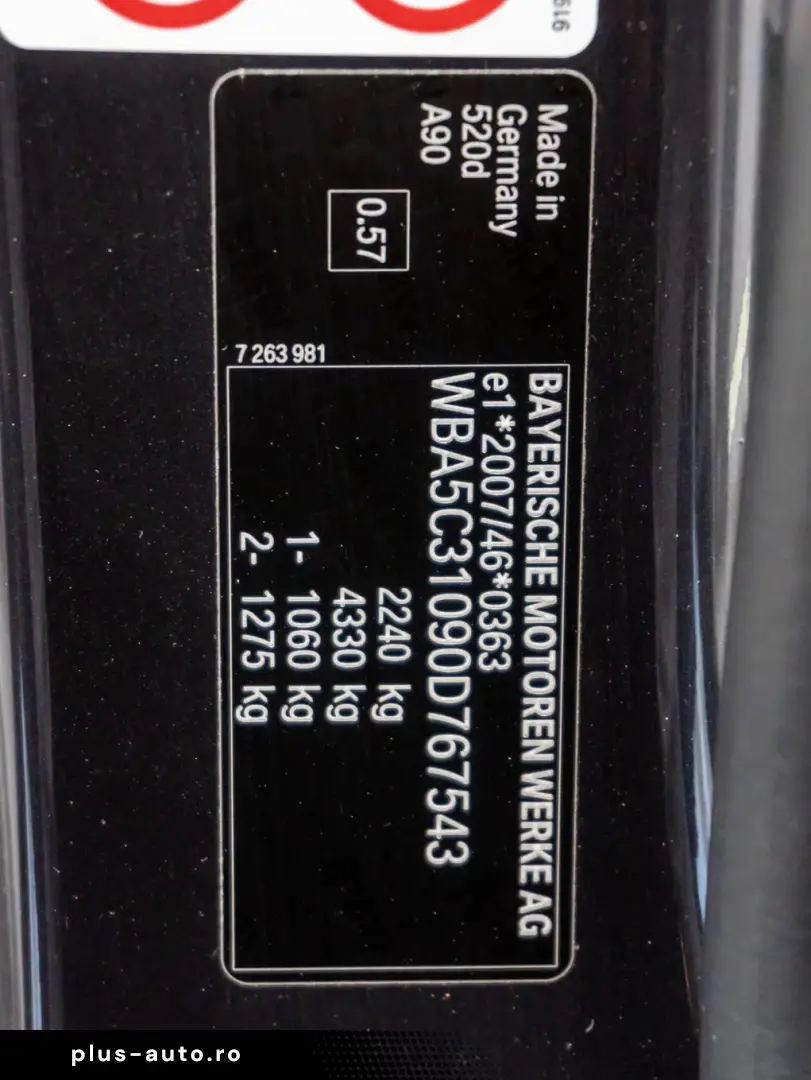 919
Made in
Germany
520d
A90
0.57
7 263 981
BAYERISCHE MOTOREN WERKE AG
e1*2007/46*0363
WBA5C31090D767543
2240 kg
4330 kg
1- 1060 kg
2- 1275 kg
plus-auto.ro